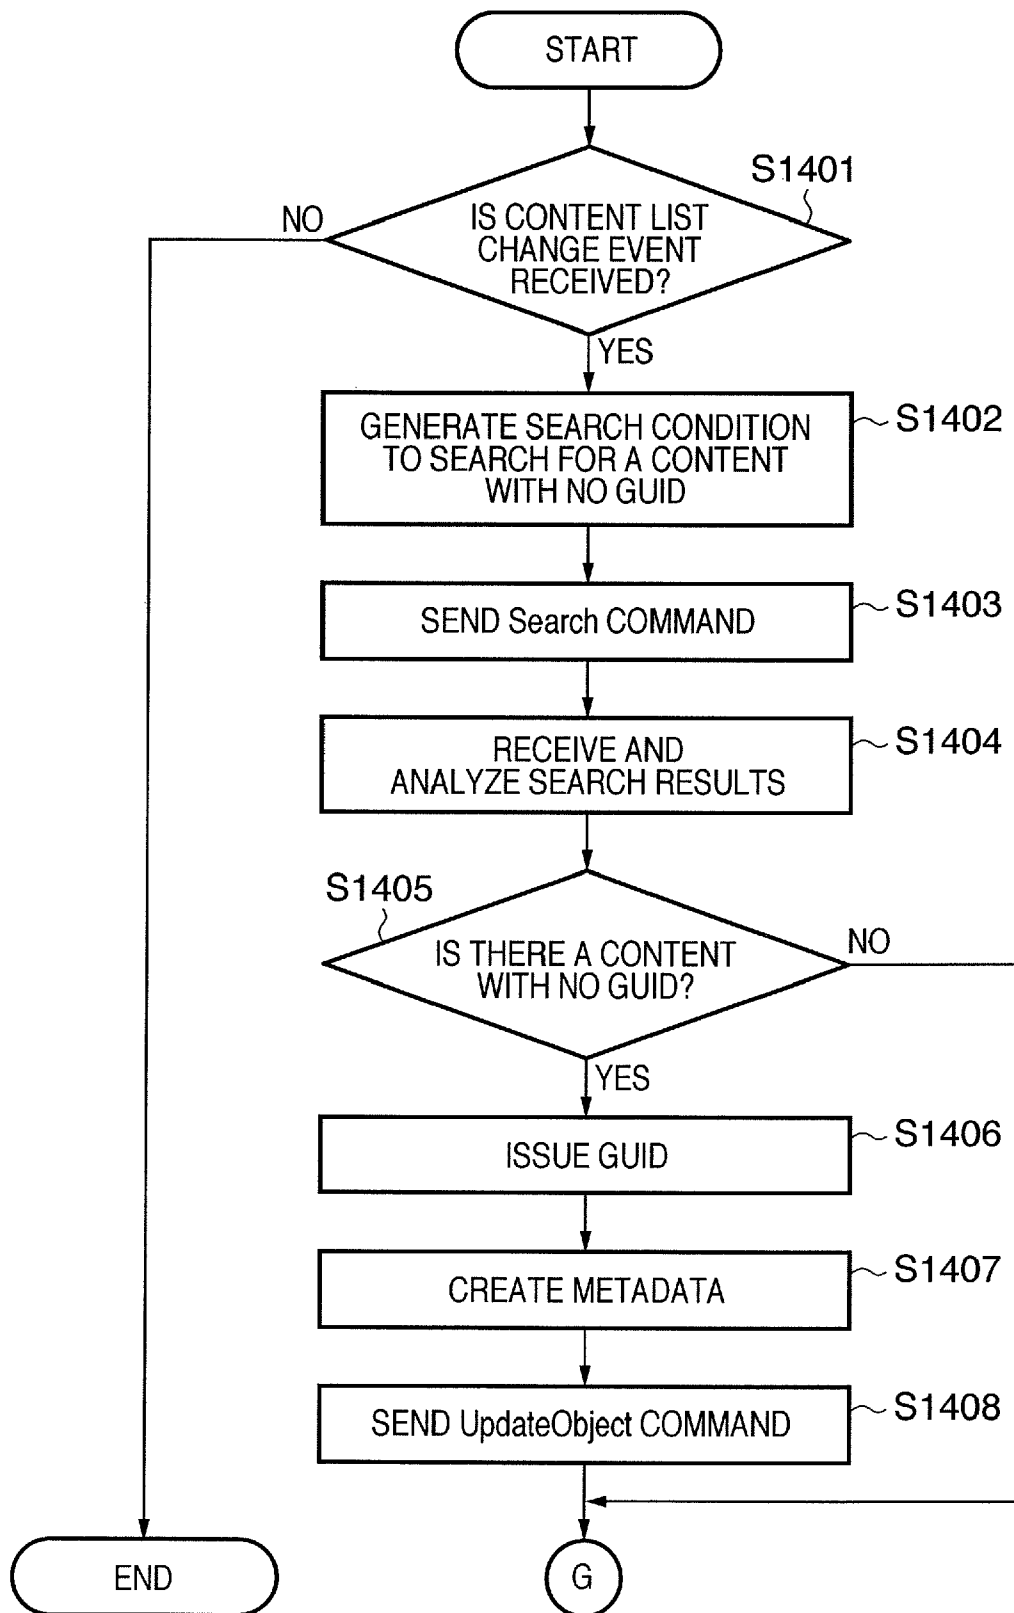 START
S1401
NO
IS CONTENT LIST
CHANGE EVENT
RECEIVED?
YES
GENERATE SEARCH CONDITION
TO SEARCH FOR A CONTENT
WITH NO GUID
S1402
SEND Search COMMAND
S1403
RECEIVE AND
ANALYZE SEARCH RESULTS
S1404
S1405
IS THERE A CONTENT
WITH NO GUID?
NO
YES
ISSUE GUID
S1406
CREATE METADATA
S1407
SEND UpdateObject COMMAND
S1408
END
G